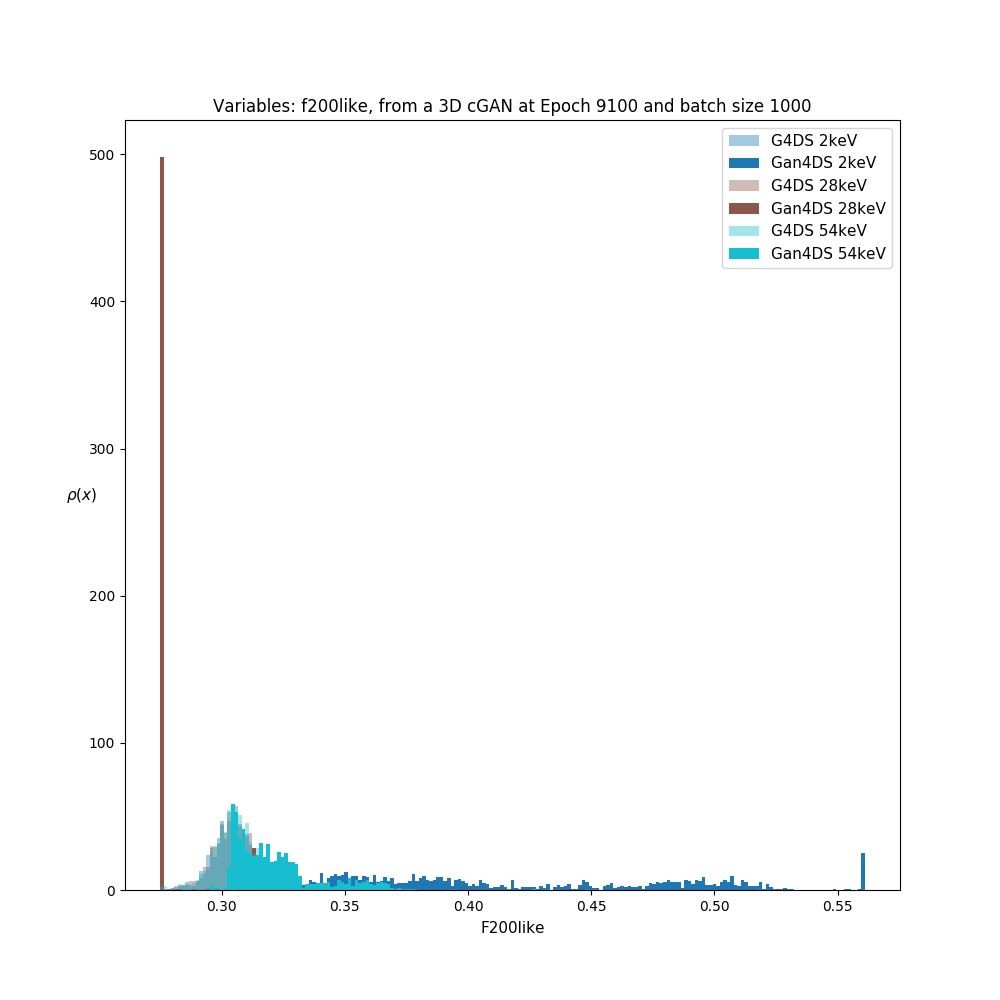 Variables: f200like, from a 3D cGAN at Epoch 9100 and batch size 1000
G4DS 2keV
Gan4DS 2keV
G4DS 28keV
Gan4DS 28keV
G4DS 54keV
Gan4DS 54keV
500
400
300
ρ(x)
200
100
0
0.30 0.35 0.40 0.45 0.50 0.55
F200like